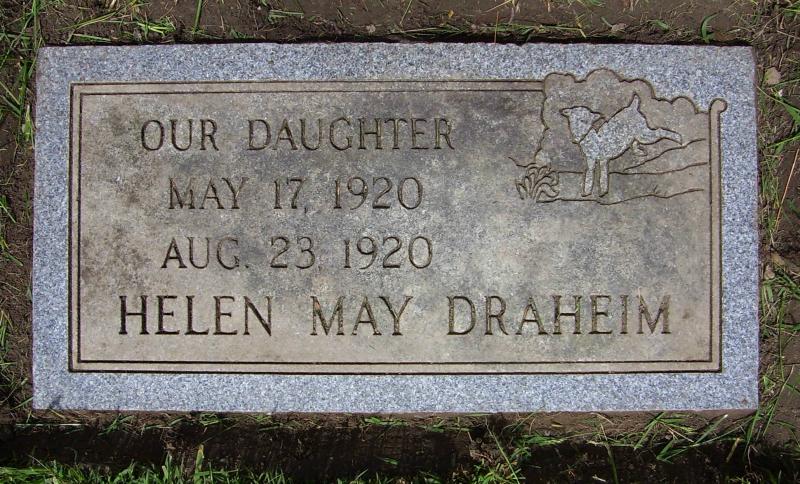 OUR DAUGHTER
MAY 17, 1920
AUG. 23, 1920
HELEN MAY DRAHEIM